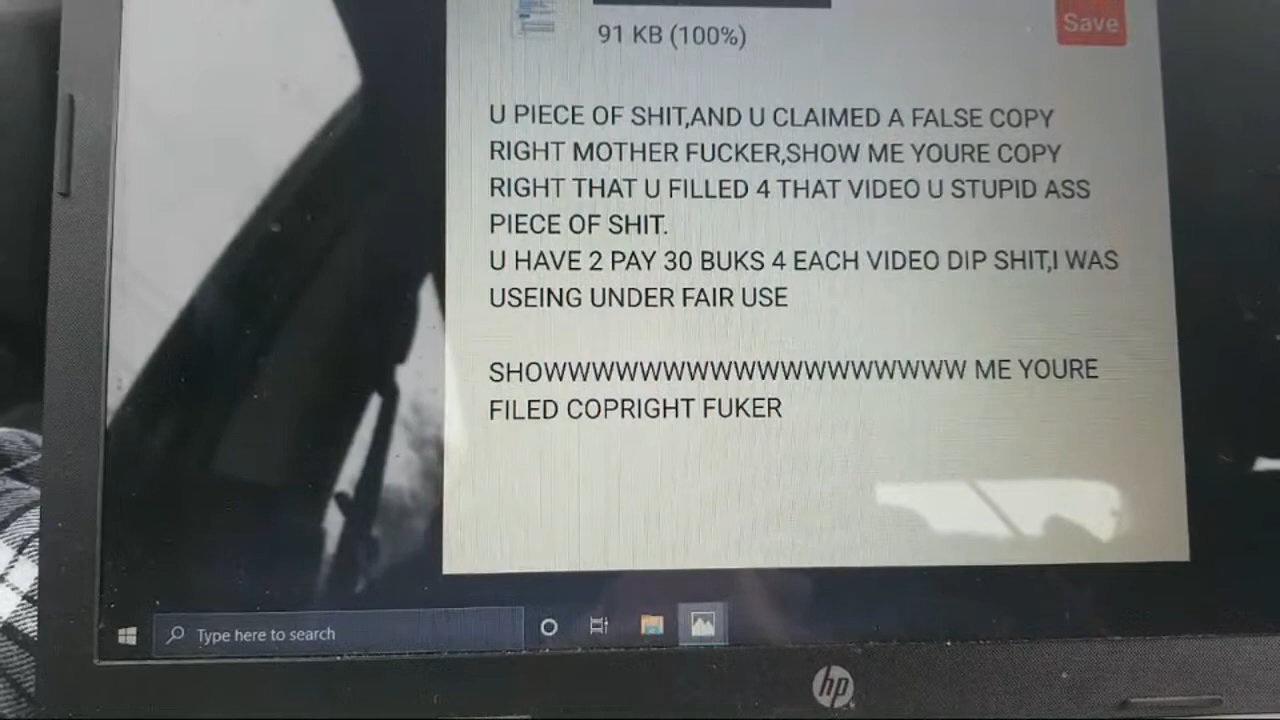 91 KB (100%)
Save
U PIECE OF SHIT,AND U CLAIMED A FALSE COPY
RIGHT MOTHER FUCKER,SHOW ME YOURE COPY
RIGHT THAT U FILLED 4 THAT VIDEO U STUPID ASS
PIECE OF SHIT.
U HAVE 2 PAY 30 BUKS 4 EACH VIDEO DIP SHIT,I WAS
USEING UNDER FAIR USE
SHOWWWWWWWWWWWWWWWWWW ME YOURE
FILED COPRIGHT FUKER
Type here to search
hp